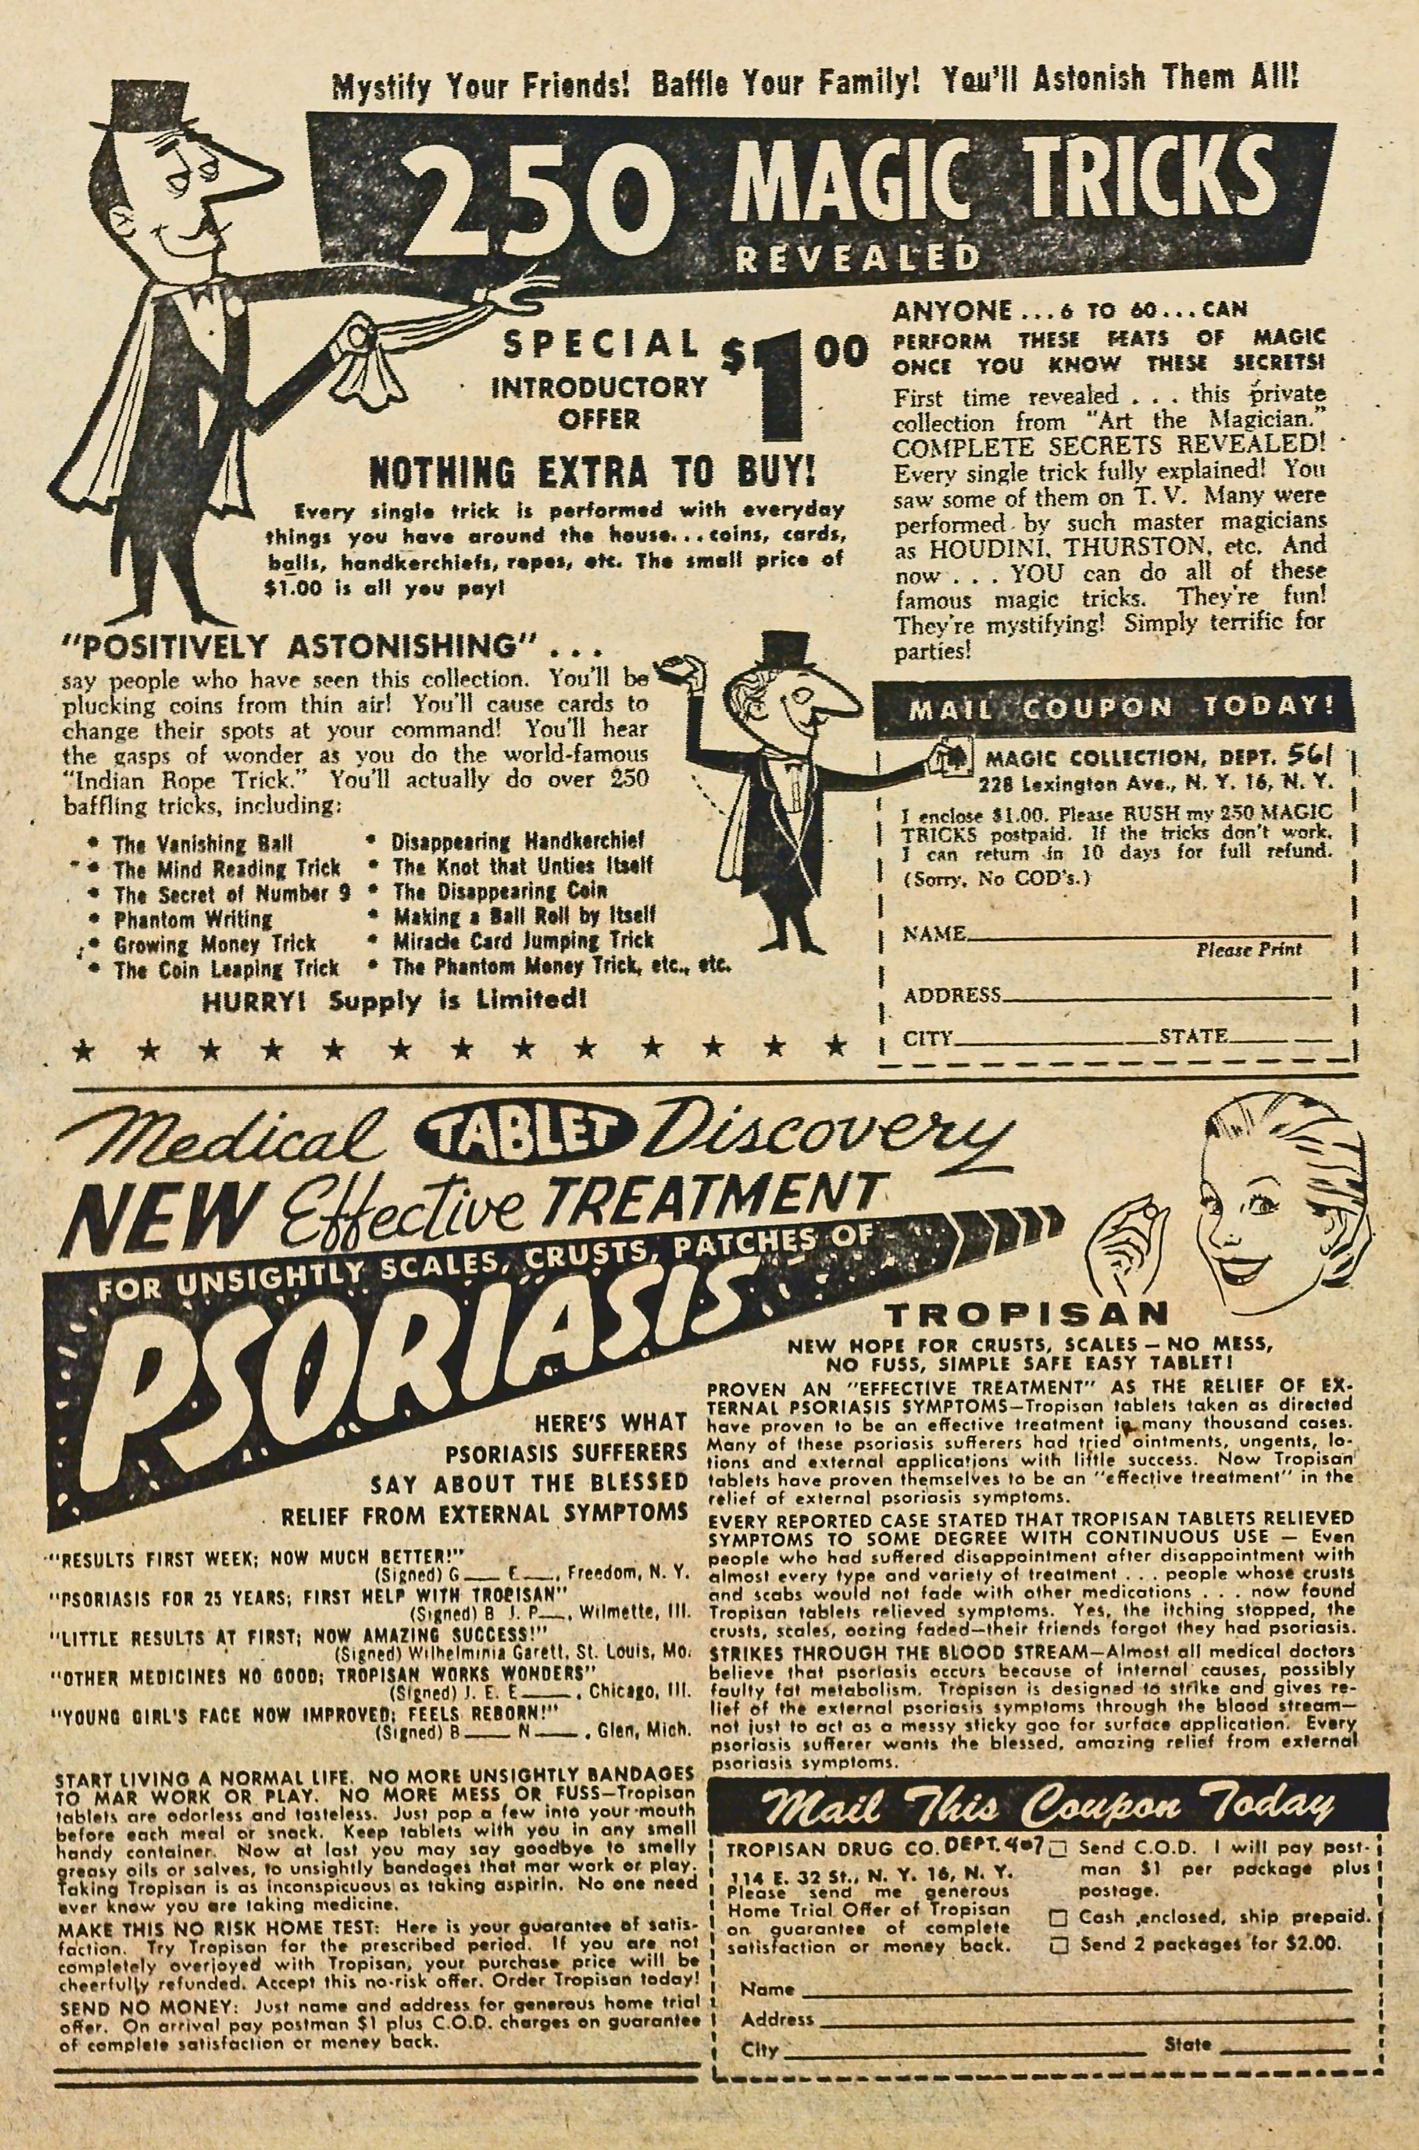 Mystify Your Friends! Baffle Your Family! You'll Astonish Them All!
250 MAGIC TRICKS
REVEALED
SPECIAL
INTRODUCTORY
OFFER
$1 00
NOTHING EXTRA TO BUY!
Every single trick is performed with everyday
things you have around the house...coins, cards,
balls, handkerchiefs, ropes, etc. The small price of
$1.00 is all you pay!
ANYONE...6 TO 60...CAN
PERFORM THESE FEATS OF MAGIC
ONCE YOU KNOW THESE SECRETS!
First time revealed . . . this private
collection from "Art the Magician."
COMPLETE SECRETS REVEALED!
Every single trick fully explained! You
saw some of them on T. V. Many were
performed by such master magicians
as HOUDINI, THURSTON, etc. And
now . . . YOU can do all of these
famous magic tricks. They're fun!
They're mystifying! Simply terrific for
parties!
"POSITIVELY ASTONISHING" . . .
say people who have seen this collection. You'll be
plucking coins from thin air! You'll cause cards to
change their spots at your command! You'll hear
the gasps of wonder as you do the world-famous
"Indian Rope Trick." You'll actually do over 250
baffling tricks, including:
• The Vanishing Ball
• The Mind Reading Trick
• The Secret of Number 9
• Phantom Writing
• Growing Money Trick
• The Coin Leaping Trick
• Disappearing Handkerchief
• The Knot that Unties Itself
• The Disappearing Coin
• Making a Ball Roll by Itself
• Miracle Card Jumping Trick
• The Phantom Money Trick, etc., etc.
HURRY! Supply is Limited!
MAIL COUPON TODAY!
MAGIC COLLECTION, DEPT. 561
228 Lexington Ave., N. Y. 16, N. Y.
I enclose $1.00. Please RUSH my 250 MAGIC
TRICKS postpaid. If the tricks don't work,
I can return in 10 days for full refund.
(Sorry, No COD's.)
NAME
Please Print
ADDRESS
CITY STATE
Medical TABLET Discovery
NEW Effective TREATMENT
FOR UNSIGHTLY SCALES, CRUSTS, PATCHES OF
PSORIASIS
TROPISAN
NEW HOPE FOR CRUSTS, SCALES — NO MESS,
NO FUSS, SIMPLE SAFE EASY TABLET!
HERE'S WHAT
PSORIASIS SUFFERERS
SAY ABOUT THE BLESSED
RELIEF FROM EXTERNAL SYMPTOMS
"RESULTS FIRST WEEK; NOW MUCH BETTER!"
(Signed) G___ E___, Freedom, N. Y.
"PSORIASIS FOR 25 YEARS; FIRST HELP WITH TROPISAN"
(Signed) B J. P___, Wilmette, Ill.
"LITTLE RESULTS AT FIRST; NOW AMAZING SUCCESS!"
(Signed) Wilhelminia Garett, St. Louis, Mo.
"OTHER MEDICINES NO GOOD; TROPISAN WORKS WONDERS"
(Signed) J. E. E____, Chicago, Ill.
"YOUNG GIRL'S FACE NOW IMPROVED; FEELS REBORN!"
(Signed) B____ N____, Glen, Mich.
START LIVING A NORMAL LIFE. NO MORE UNSIGHTLY BANDAGES
TO MAR WORK OR PLAY. NO MORE MESS OR FUSS—Tropisan
tablets are odorless and tasteless. Just pop a few into your mouth
before each meal or snack. Keep tablets with you in any small
handy container. Now at last you may say goodbye to smelly
greasy oils or salves, to unsightly bandages that mar work or play.
Taking Tropisan is as inconspicuous as taking aspirin. No one need
ever know you are taking medicine.
MAKE THIS NO RISK HOME TEST: Here is your guarantee of satis-
faction. Try Tropisan for the prescribed period. If you are not
completely overjoyed with Tropisan, your purchase price will be
cheerfully refunded. Accept this no-risk offer. Order Tropisan today!
SEND NO MONEY: Just name and address for generous home trial
offer. On arrival pay postman $1 plus C.O.D. charges on guarantee
of complete satisfaction or money back.
PROVEN AN "EFFECTIVE TREATMENT" AS THE RELIEF OF EX-
TERNAL PSORIASIS SYMPTOMS—Tropisan tablets taken as directed
have proven to be an effective treatment in many thousand cases.
Many of these psoriasis sufferers had tried ointments, ungents, lo-
tions and external applications with little success. Now Tropisan
tablets have proven themselves to be an "effective treatment" in the
relief of external psoriasis symptoms.
EVERY REPORTED CASE STATED THAT TROPISAN TABLETS RELIEVED
SYMPTOMS TO SOME DEGREE WITH CONTINUOUS USE — Even
people who had suffered disappointment after disappointment with
almost every type and variety of treatment . . . people whose crusts
and scabs would not fade with other medications . . . now found
Tropisan tablets relieved symptoms. Yes, the itching stopped, the
crusts, scales, oozing faded—their friends forgot they had psoriasis.
STRIKES THROUGH THE BLOOD STREAM—Almost all medical doctors
believe that psoriasis occurs because of internal causes, possibly
faulty fat metabolism. Tropisan is designed to strike and gives re-
lief of the external psoriasis symptoms through the blood stream—
not just to act as a messy sticky goo for surface application. Every
psoriasis sufferer wants the blessed, amazing relief from external
psoriasis symptoms.
Mail This Coupon Today
TROPISAN DRUG CO. DEPT. 407
114 E. 32 St., N. Y. 16, N. Y.
Please send me generous
Home Trial Offer of Tropisan
on guarantee of complete
satisfaction or money back.
Send C.O.D. I will pay post-
man $1 per package plus
postage.
Cash enclosed, ship prepaid.
Send 2 packages for $2.00.
Name
Address
City State